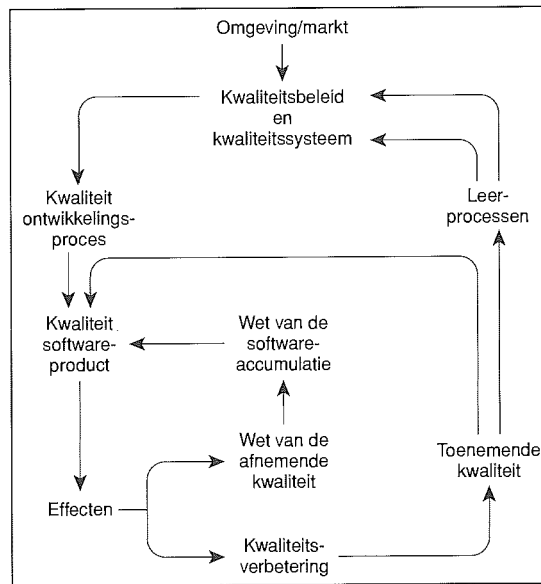 Omgeving/markt
Kwaliteitsbeleid
en
kwaliteitssysteem
Kwaliteit
ontwikkelings-
proces
Leer-
processen
Kwaliteit
software-
product
Wet van de
software-
accumulatie
Wet van de
afnemende
kwaliteit
Toenemende
kwaliteit
Effecten
Kwaliteits-
verbetering